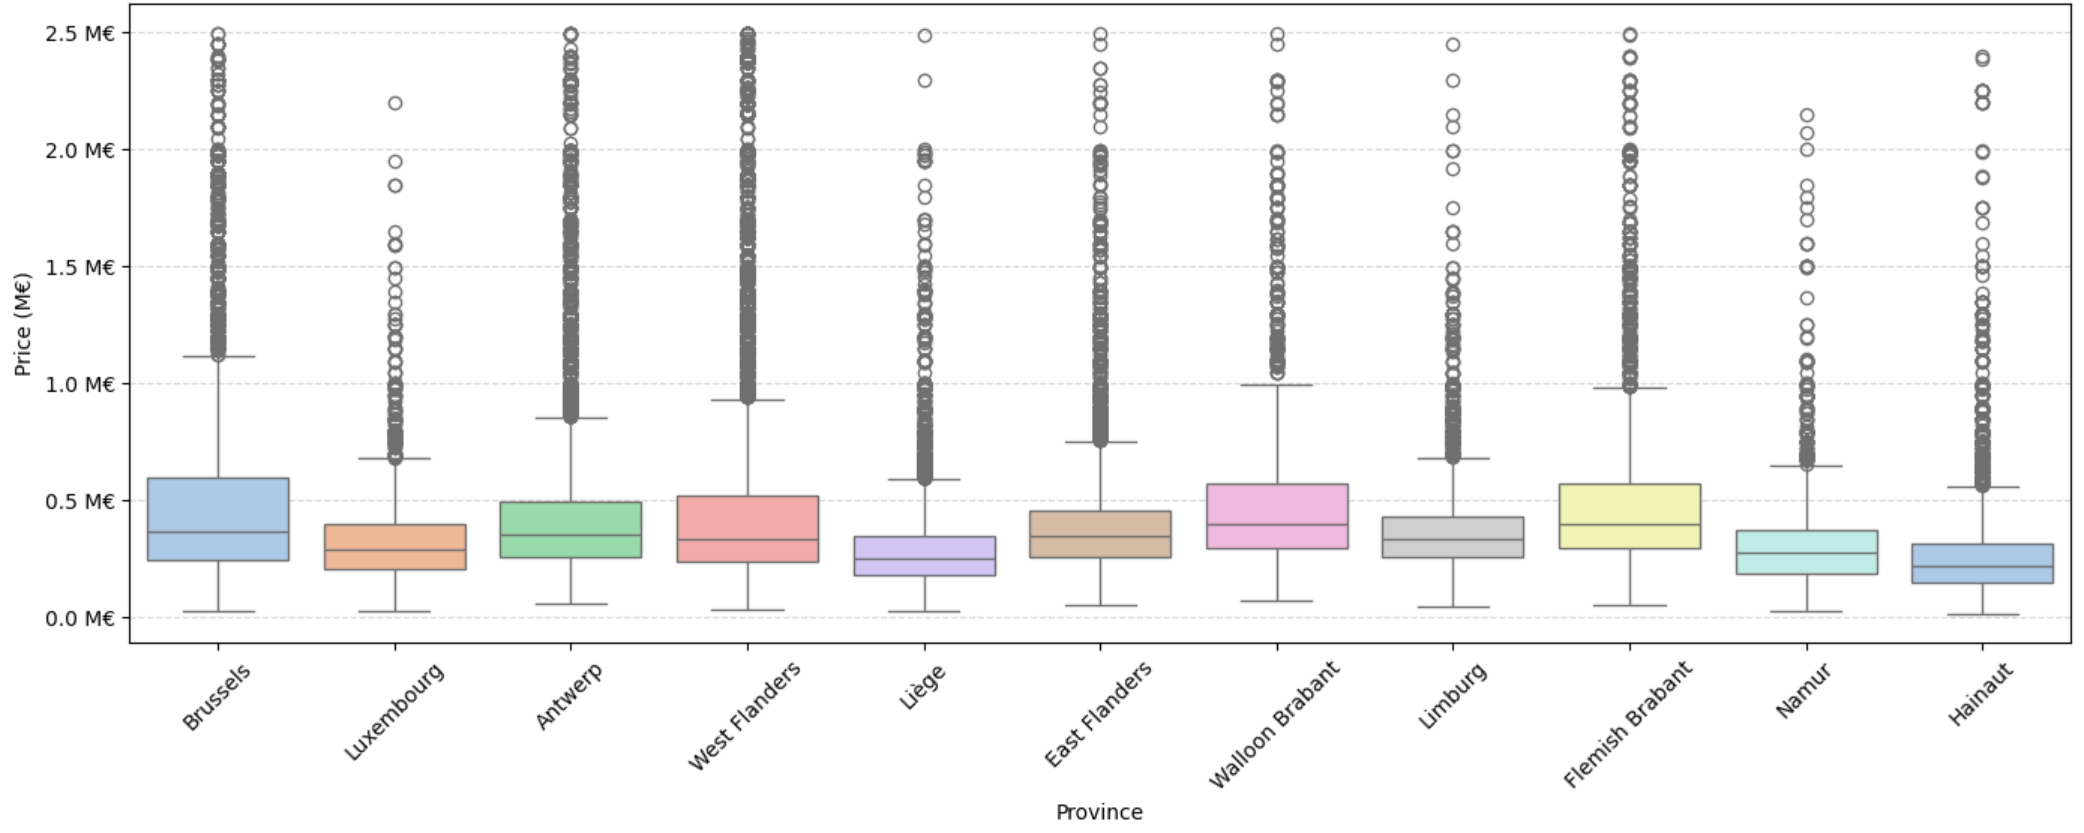 2.5 M€
2.0 M€
1.5 M€
1.0 M€
0.5 M€
0.0 M€
Price (M€)
Brussels
Luxembourg
Antwerp
West Flanders
Liège
East Flanders
Walloon Brabant
Limburg
Flemish Brabant
Namur
Hainaut
Province